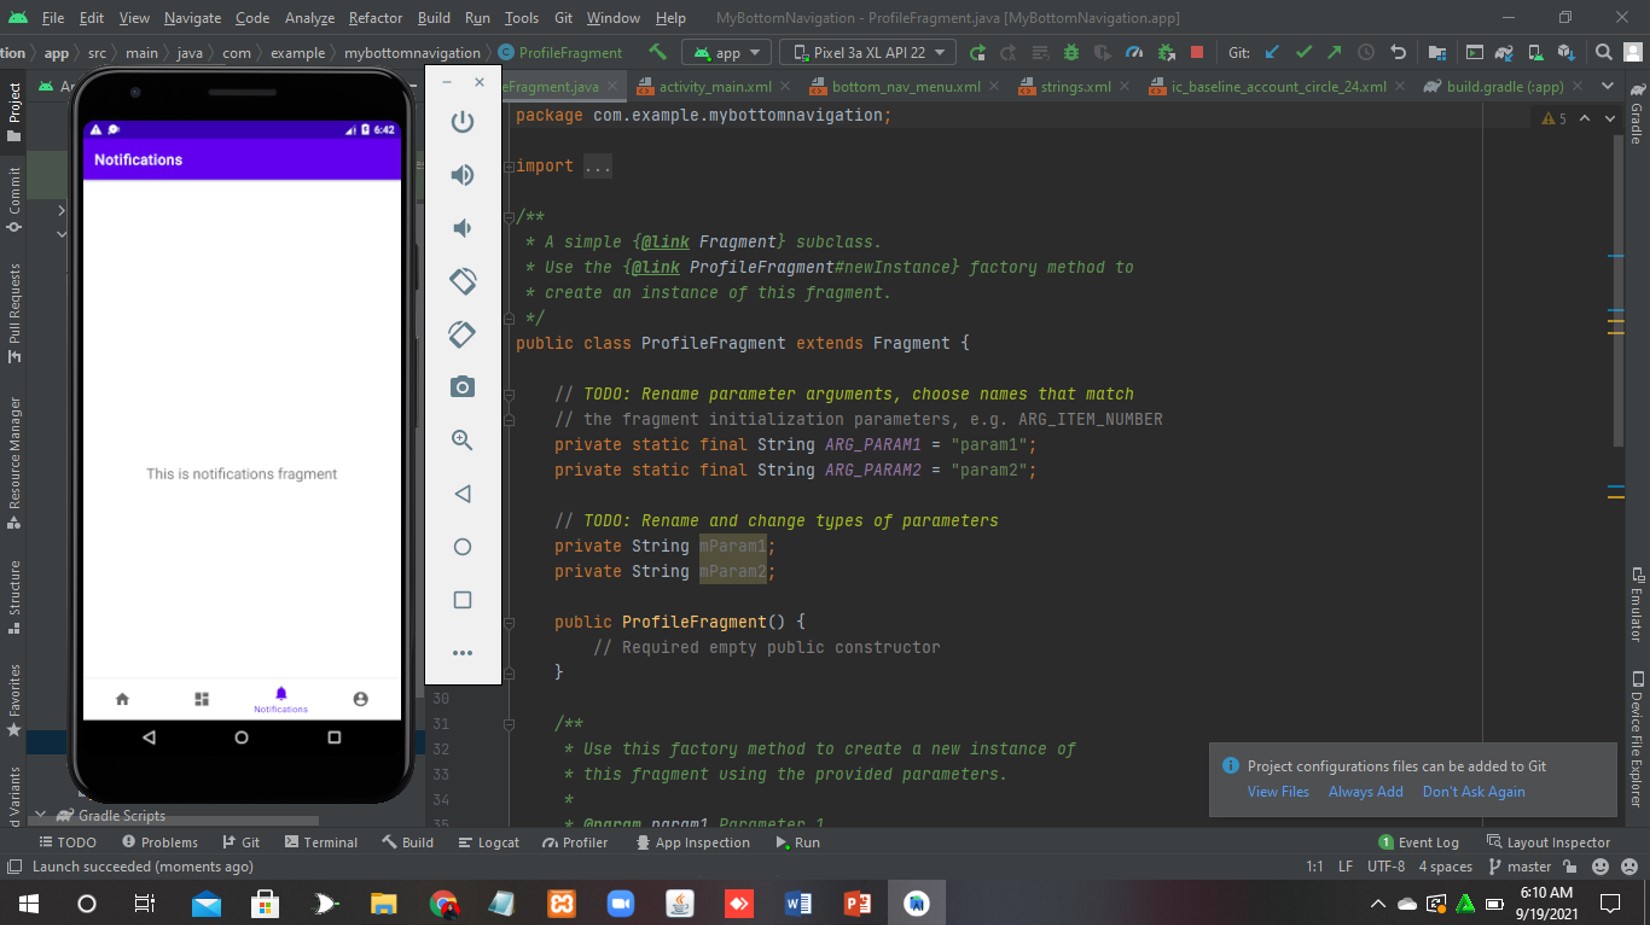 File Edit View Navigate Code Analyze Refactor Build Run Tools Git Window Help MyBottomNavigation - ProfileFragment.java [MyBottomNavigation.app]
tion app src main java com example mybottomnavigation ProfileFragment app Pixel 3a XL API 22 Git:
eFragment.java activity_main.xml bottom_nav_menu.xml strings.xml ic_baseline_account_circle_24.xml build.gradle (:app)
Project
Commit
Pull Requests
Resource Manager
Structure
Favorites
d Variants
6:42
Notifications
This is notifications fragment
Notifications
Gradle Scripts
package com.example.mybottomnavigation;
5
import ...
/**
* A simple {@link Fragment} subclass.
* Use the {@link ProfileFragment#newInstance} factory method to
* create an instance of this fragment.
*/
public class ProfileFragment extends Fragment {
// TODO: Rename parameter arguments, choose names that match
// the fragment initialization parameters, e.g. ARG_ITEM_NUMBER
private static final String ARG_PARAM1 = "param1";
private static final String ARG_PARAM2 = "param2";
// TODO: Rename and change types of parameters
private String mParam1;
private String mParam2;
public ProfileFragment() {
// Required empty public constructor
}
30
31 /**
32 * Use this factory method to create a new instance of
33 * this fragment using the provided parameters.
34 *
35 * @param param1 Parameter 1
Gradle
Emulator
Device File Explorer
Project configurations files can be added to Git
View Files Always Add Don't Ask Again
TODO Problems Git Terminal Build Logcat Profiler App Inspection Run 1 Event Log Layout Inspector
Launch succeeded (moments ago) 1:1 LF UTF-8 4 spaces master
6:10 AM
9/19/2021